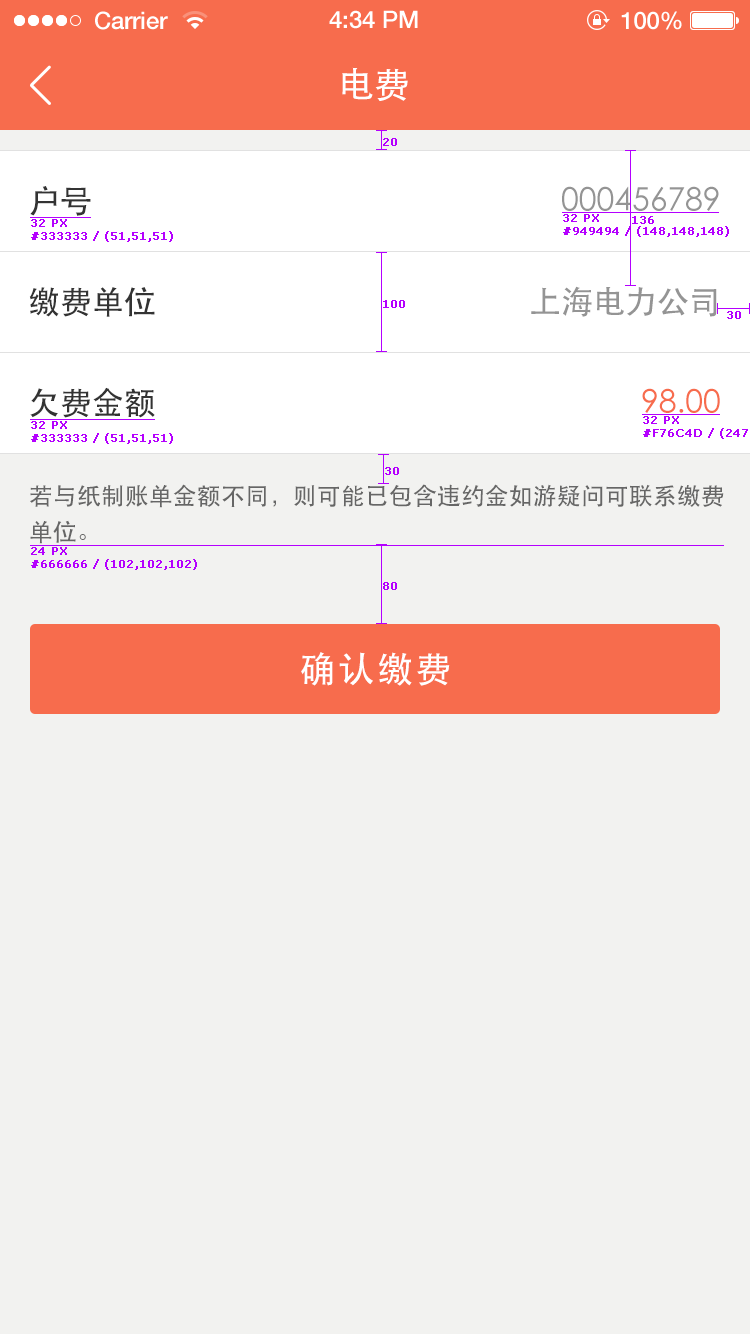 Carrier 4:34 PM 100%
电费
20
户号 000456789
32 PX 32 PX 136
#333333 / (51,51,51) #949494 / (148,148,148)
缴费单位 100 上海电力公司
30
欠费金额 98.00
32 PX 32 PX
#333333 / (51,51,51) #F76C4D / (247
30
若与纸制账单金额不同，则可能已包含违约金如游疑问可联系缴费
单位。
24 PX
#666666 / (102,102,102)
80
确认缴费